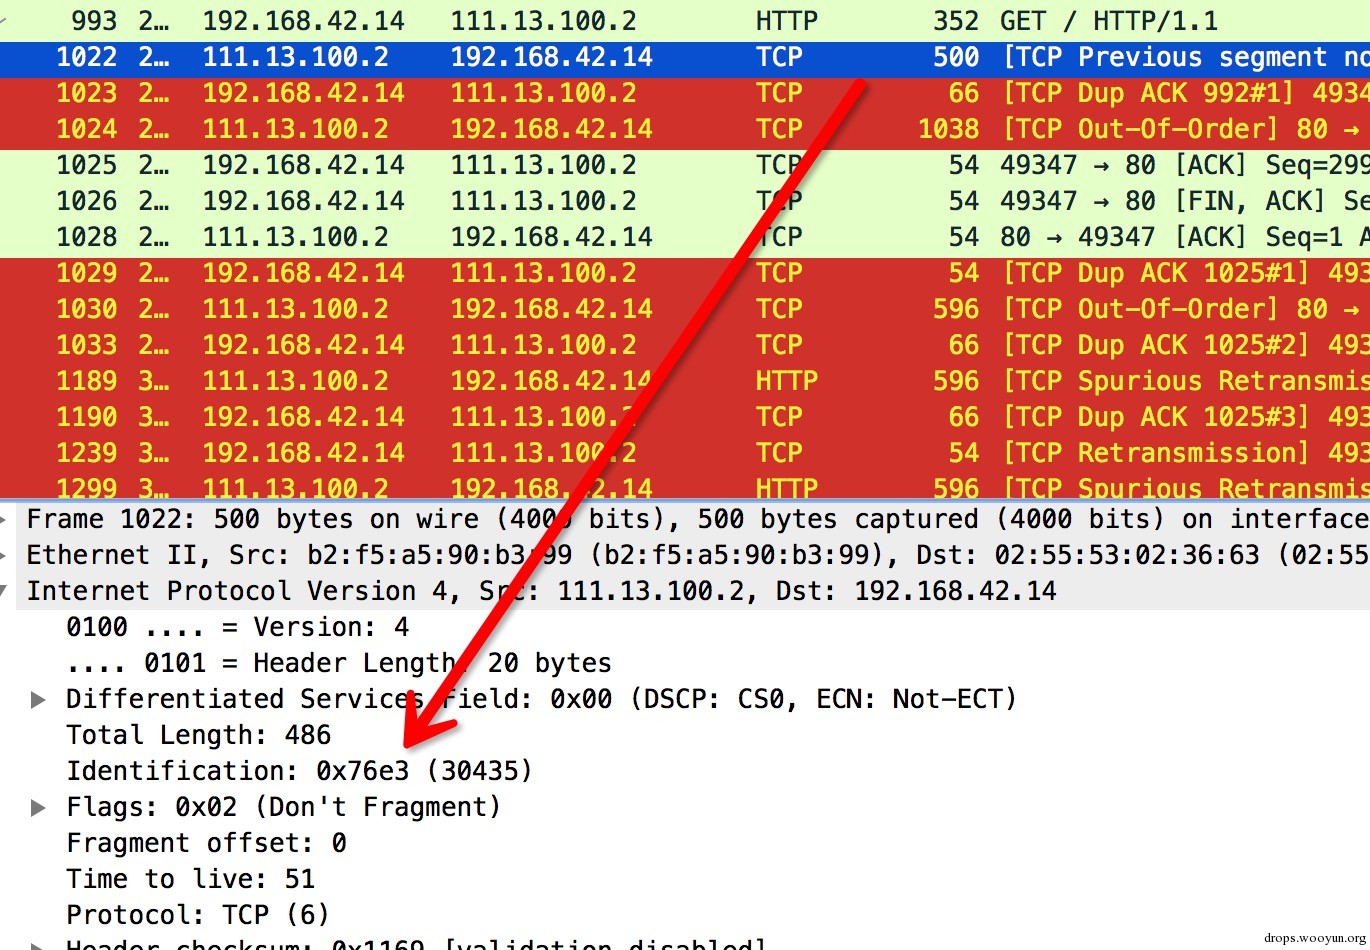 993 2… 192.168.42.14 111.13.100.2 HTTP 352 GET / HTTP/1.1
1022 2… 111.13.100.2 192.168.42.14 TCP 500 [TCP Previous segment no
1023 2… 192.168.42.14 111.13.100.2 TCP 66 [TCP Dup ACK 992#1] 4934
1024 2… 111.13.100.2 192.168.42.14 TCP 1038 [TCP Out-Of-Order] 80 →
1025 2… 192.168.42.14 111.13.100.2 TCP 54 49347 → 80 [ACK] Seq=299
1026 2… 192.168.42.14 111.13.100.2 TCP 54 49347 → 80 [FIN, ACK] Se
1028 2… 111.13.100.2 192.168.42.14 TCP 54 80 → 49347 [ACK] Seq=1 A
1029 2… 192.168.42.14 111.13.100.2 TCP 54 [TCP Dup ACK 1025#1] 493
1030 2… 111.13.100.2 192.168.42.14 TCP 596 [TCP Out-Of-Order] 80 →
1033 2… 192.168.42.14 111.13.100.2 TCP 66 [TCP Dup ACK 1025#2] 493
1189 3… 111.13.100.2 192.168.42.14 HTTP 596 [TCP Spurious Retransmis
1190 3… 192.168.42.14 111.13.100.2 TCP 66 [TCP Dup ACK 1025#3] 493
1239 3… 192.168.42.14 111.13.100.2 TCP 54 [TCP Retransmission] 493
1299 3… 111.13.100.2 192.168.42.14 HTTP 596 [TCP Spurious Retransmis
Frame 1022: 500 bytes on wire (4000 bits), 500 bytes captured (4000 bits) on interface
Ethernet II, Src: b2:f5:a5:90:b3:99 (b2:f5:a5:90:b3:99), Dst: 02:55:53:02:36:63 (02:55
Internet Protocol Version 4, Src: 111.13.100.2, Dst: 192.168.42.14
0100 .... = Version: 4
.... 0101 = Header Length: 20 bytes
Differentiated Services Field: 0x00 (DSCP: CS0, ECN: Not-ECT)
Total Length: 486
Identification: 0x76e3 (30435)
Flags: 0x02 (Don't Fragment)
Fragment offset: 0
Time to live: 51
Protocol: TCP (6)
Header checksum: 0x1169 [validation disabled]
drops.wooyun.org